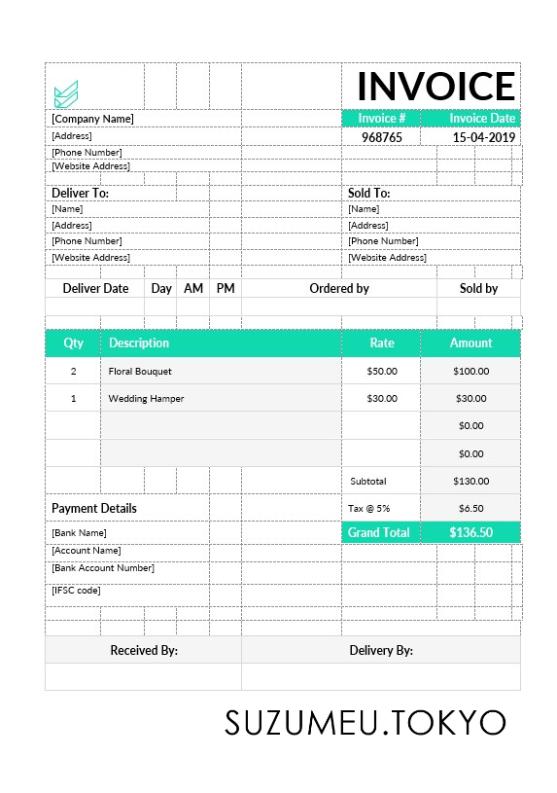 INVOICE
[Company Name] Invoice # Invoice Date
[Address] 968765 15-04-2019
[Phone Number]
[Website Address]
Deliver To: Sold To:
[Name] [Name]
[Address] [Address]
[Phone Number] [Phone Number]
[Website Address] [Website Address]
Deliver Date Day AM PM Ordered by Sold by
Qty Description Rate Amount
2 Floral Bouquet $50.00 $100.00
1 Wedding Hamper $30.00 $30.00
$0.00
$0.00
Subtotal $130.00
Payment Details Tax @ 5% $6.50
[Bank Name] Grand Total $136.50
[Account Name]
[Bank Account Number]
[IFSC code]
Received By: Delivery By:
SUZUMEU.TOKYO